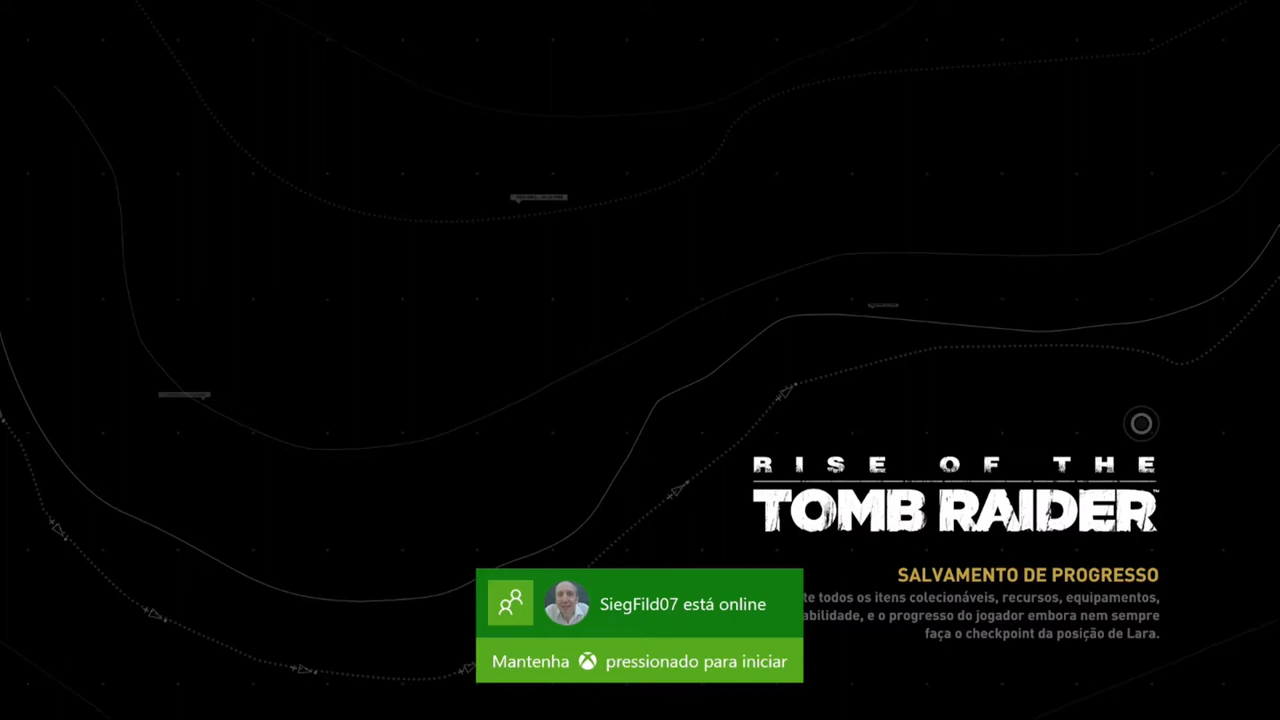 RISE OF THE
TOMB RAIDER™
SALVAMENTO DE PROGRESSO
te todos os itens colecionáveis, recursos, equipamentos,
abilidade, e o progresso do jogador embora nem sempre
faça o checkpoint da posição de Lara.
SiegFild07 está online
Mantenha pressionado para iniciar